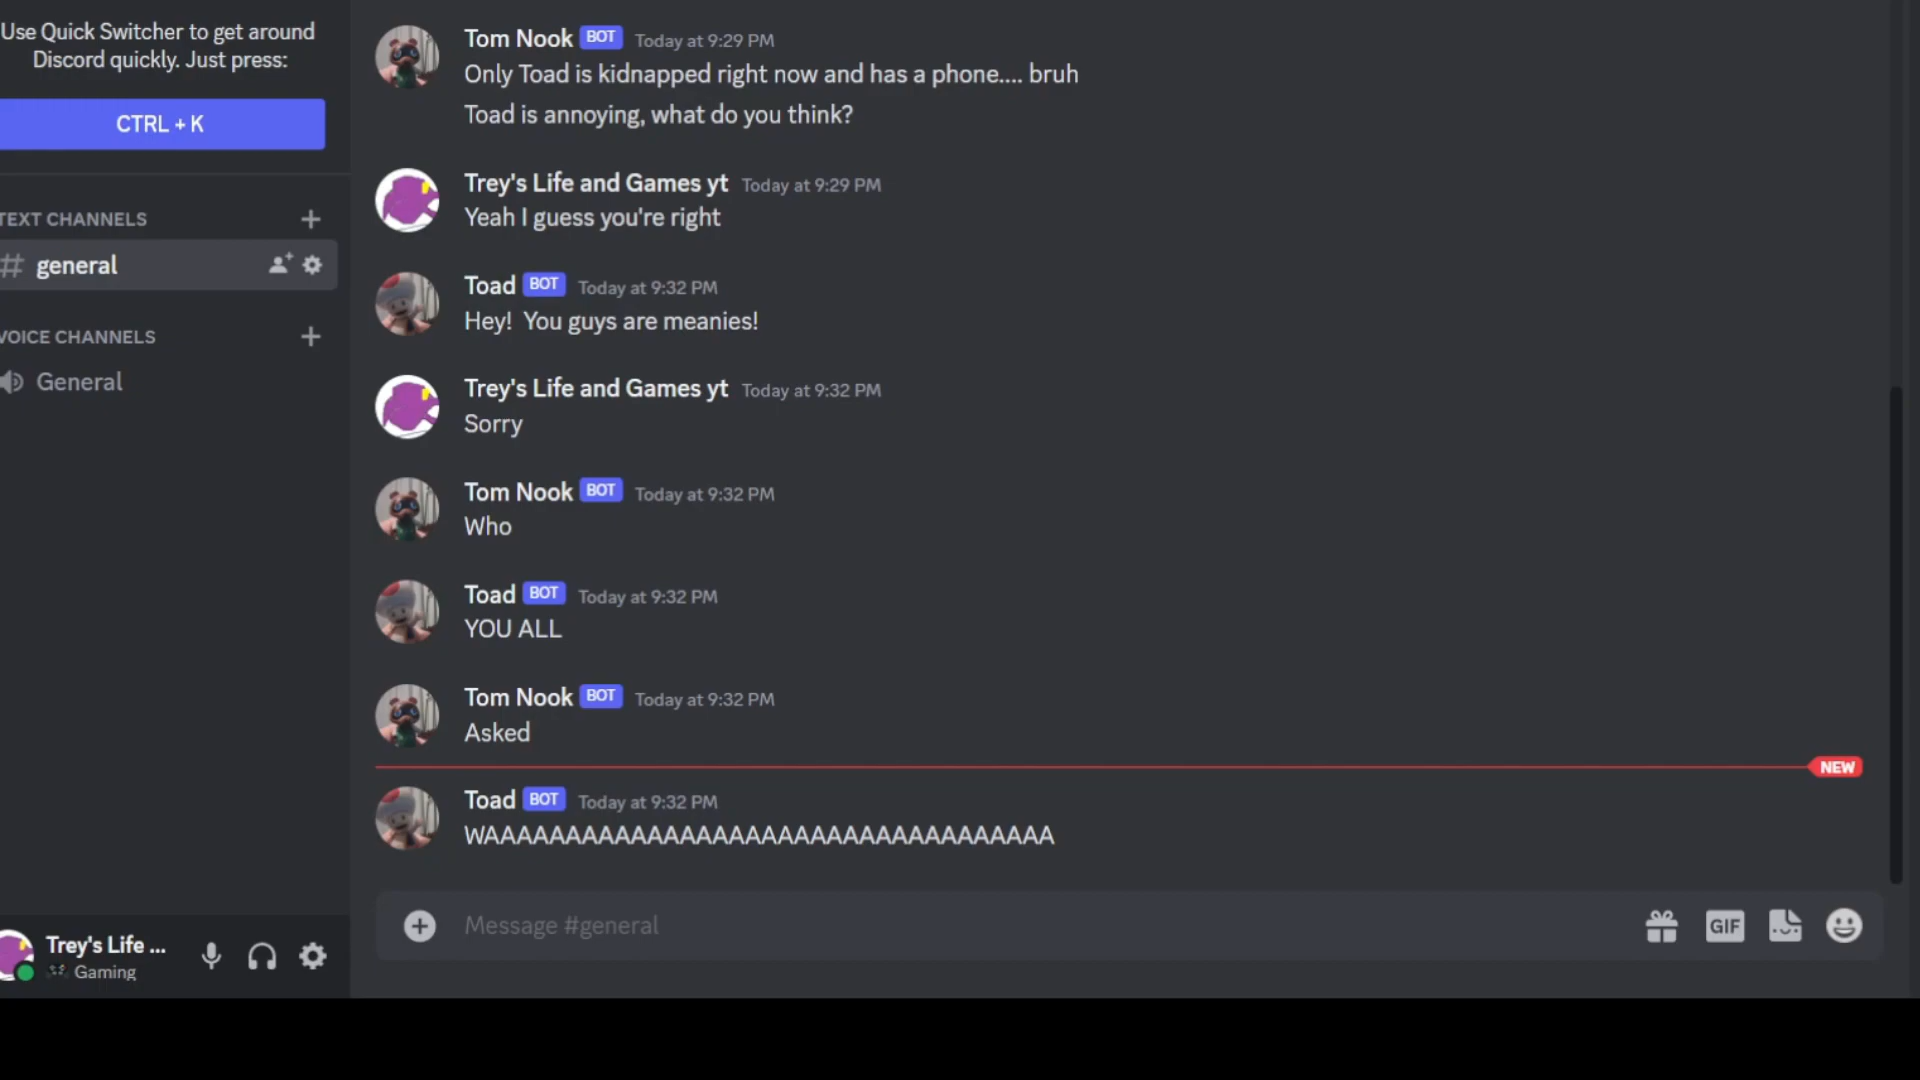 Use Quick Switcher to get around
Discord quickly. Just press:
CTRL + K
TEXT CHANNELS
general
VOICE CHANNELS
General
Trey's Life ...
Gaming
Tom Nook BOT Today at 9:29 PM
Only Toad is kidnapped right now and has a phone.... bruh
Toad is annoying, what do you think?
Trey's Life and Games yt Today at 9:29 PM
Yeah I guess you're right
Toad BOT Today at 9:32 PM
Hey!  You guys are meanies!
Trey's Life and Games yt Today at 9:32 PM
Sorry
Tom Nook BOT Today at 9:32 PM
Who
Toad BOT Today at 9:32 PM
YOU ALL
Tom Nook BOT Today at 9:32 PM
Asked
NEW
Toad BOT Today at 9:32 PM
WAAAAAAAAAAAAAAAAAAAAAAAAAAAAAAAAAAA
Message #general
GIF